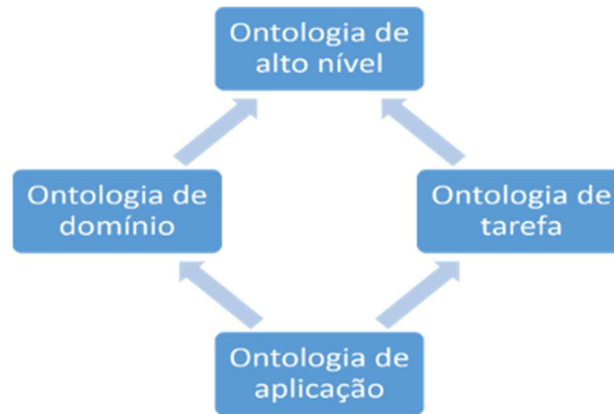 Ontologia de
alto nível
Ontologia de
domínio
Ontologia de
tarefa
Ontologia de
aplicação